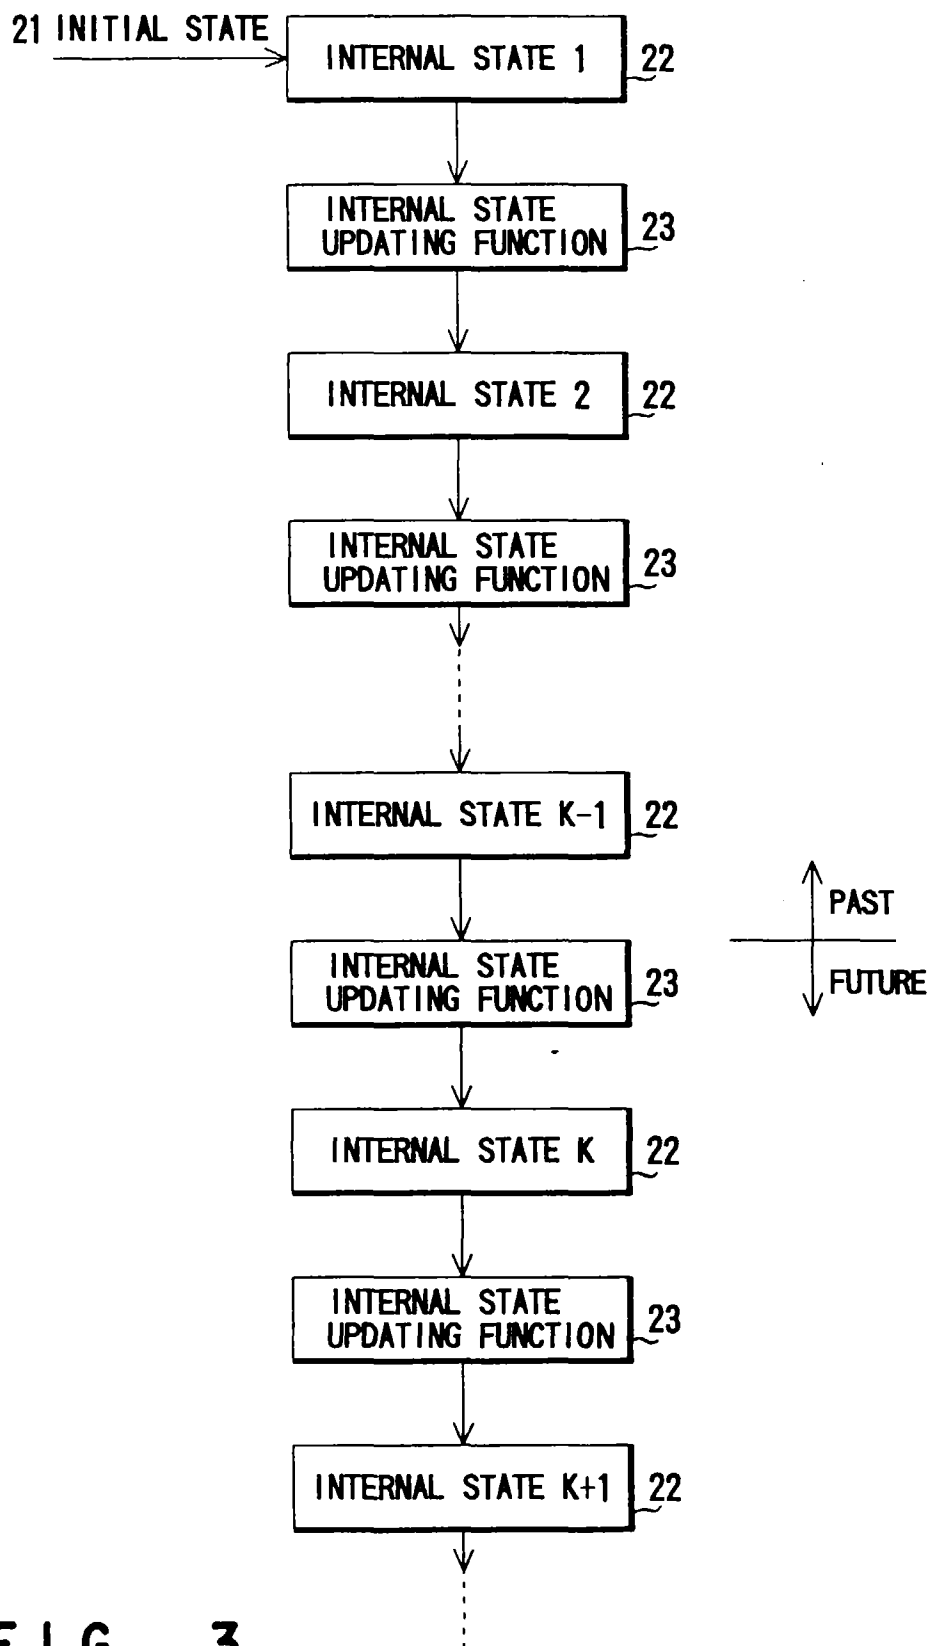 21 INITIAL STATE
INTERNAL STATE 1
22
INTERNAL STATE
UPDATING FUNCTION
23
INTERNAL STATE 2
22
INTERNAL STATE
UPDATING FUNCTION
23
INTERNAL STATE K-1
22
PAST
FUTURE
INTERNAL STATE
UPDATING FUNCTION
23
INTERNAL STATE K
22
INTERNAL STATE
UPDATING FUNCTION
23
INTERNAL STATE K+1
22
FIG. 3